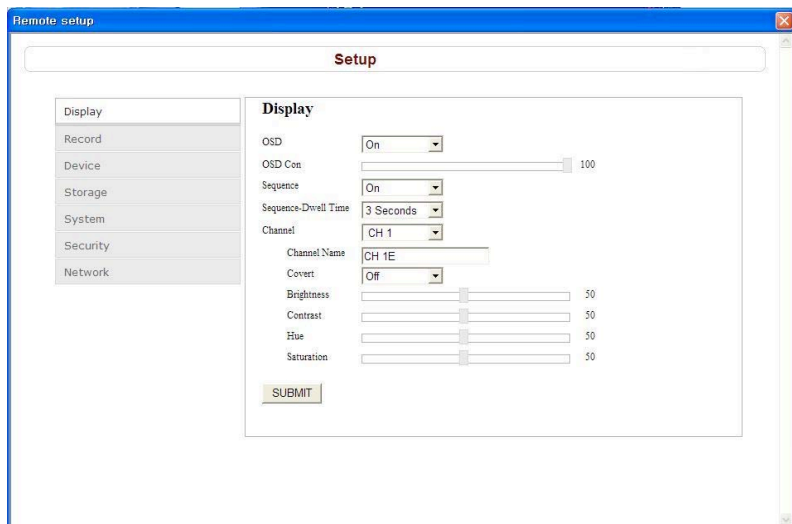 Remote setup
Setup
Display
Record
Device
Storage
System
Security
Network
Display
OSD On
OSD Con 100
Sequence On
Sequence-Dwell Time 3 Seconds
Channel CH 1
Channel Name CH 1E
Covert Off
Brightness 50
Contrast 50
Hue 50
Saturation 50
SUBMIT